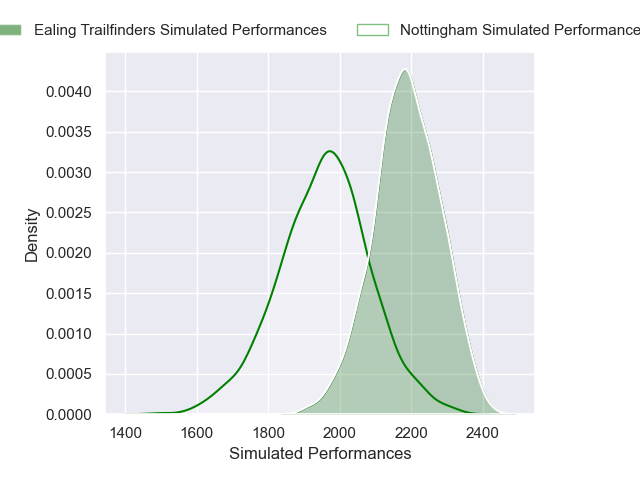 Ealing Trailfinders Simulated Performances Nottingham Simulated Performance
0.0040
0.0035
0.0030
0.0025
0.0020
0.0015
0.0010
0.0005
0.0000
Density
1400 1600 1800 2000 2200 2400
Simulated Performances